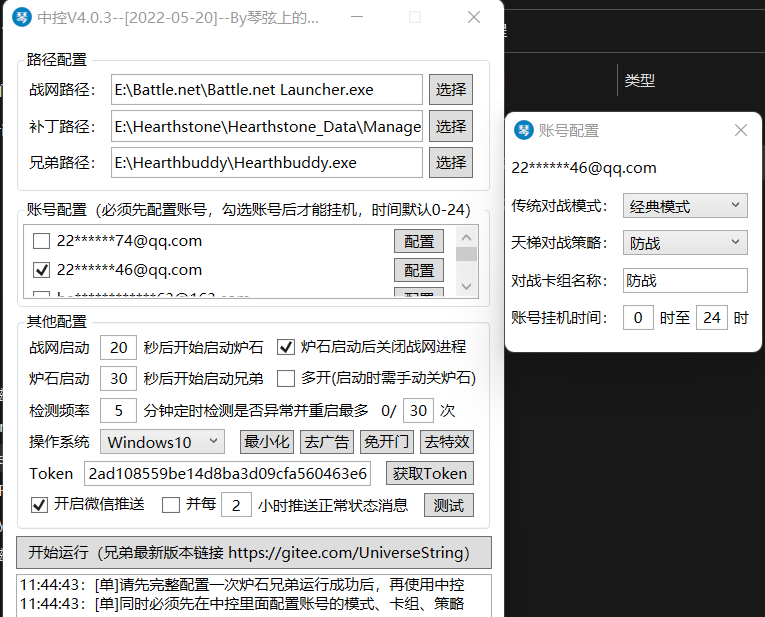 琴 中控V4.0.3--[2022-05-20]--By琴弦上的...
路径配置
战网路径： E:\Battle.net\Battle.net Launcher.exe 选择
补丁路径： E:\Hearthstone\Hearthstone_Data\Manage 选择
兄弟路径： E:\Hearthbuddy\Hearthbuddy.exe 选择
账号配置（必须先配置账号，勾选账号后才能挂机，时间默认0-24）
22******74@qq.com 配置
22******46@qq.com 配置
其他配置
战网启动 20 秒后开始启动炉石 炉石启动后关闭战网进程
炉石启动 30 秒后开始启动兄弟 多开(启动时需手动关炉石)
检测频率 5 分钟定时检测是否异常并重启最多 0/ 30 次
操作系统 Windows10 最小化 去广告 免开门 去特效
Token 2ad108559be14d8ba3d09cfa560463e6 获取Token
开启微信推送 并每 2 小时推送正常状态消息 测试
开始运行（兄弟最新版本链接 https://gitee.com/UniverseString）
11:44:43： [单]请先完整配置一次炉石兄弟运行成功后，再使用中控
11:44:43： [单]同时必须先在中控里面配置账号的模式、卡组、策略
类型
琴 账号配置
22******46@qq.com
传统对战模式： 经典模式
天梯对战策略： 防战
对战卡组名称： 防战
账号挂机时间： 0 时至 24 时